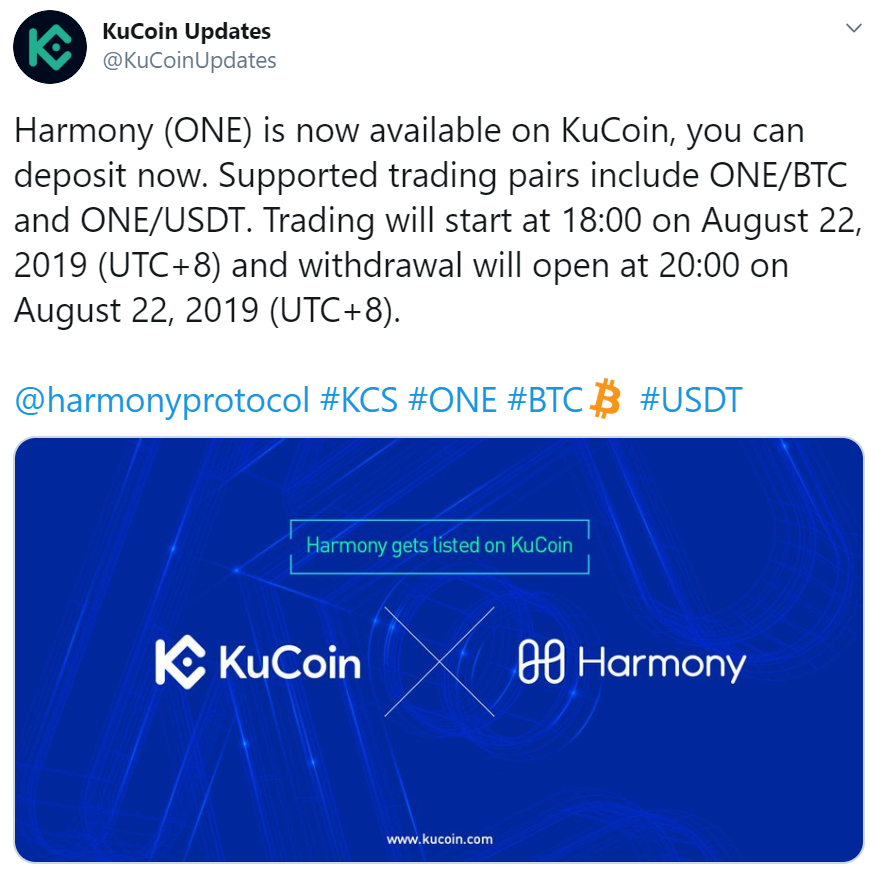 KuCoin Updates
@KuCoinUpdates
Harmony (ONE) is now available on KuCoin, you can
deposit now. Supported trading pairs include ONE/BTC
and ONE/USDT. Trading will start at 18:00 on August 22,
2019 (UTC+8) and withdrawal will open at 20:00 on
August 22, 2019 (UTC+8).
@harmonyprotocol #KCS #ONE #BTC #USDT
Harmony gets listed on KuCoin
KuCoin
Harmony
www.kucoin.com